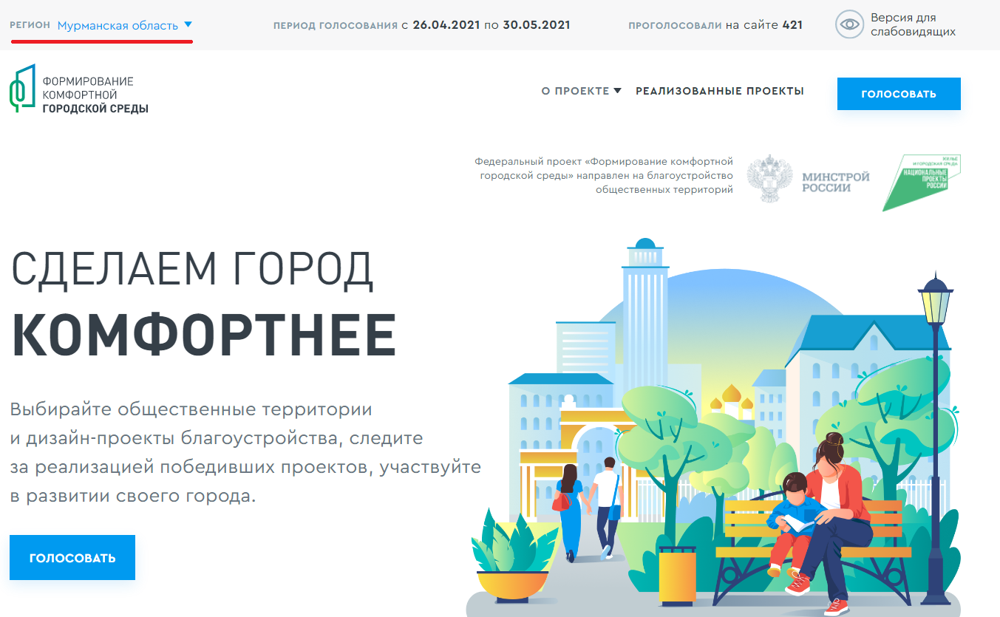 РЕГИОН Мурманская область
ПЕРИОД ГОЛОСОВАНИЯ с 26.04.2021 по 30.05.2021
ПРОГОЛОСОВАЛИ на сайте 421
Версия для
слабовидящих
ФОРМИРОВАНИЕ
КОМФОРТНОЙ
ГОРОДСКОЙ СРЕДЫ
О ПРОЕКТЕ
РЕАЛИЗОВАННЫЕ ПРОЕКТЫ
ГОЛОСОВАТЬ
Федеральный проект «Формирование комфортной
городской среды» направлен на благоустройство
общественных территорий
МИНСТРОЙ
РОССИИ
ЖИЛЬЕ
И ГОРОДСКАЯ СРЕДА
НАЦИОНАЛЬНЫЕ
ПРОЕКТЫ
РОССИИ
СДЕЛАЕМ ГОРОД
КОМФОРТНЕЕ
Выбирайте общественные территории
и дизайн-проекты благоустройства, следите
за реализацией победивших проектов, участвуйте
в развитии своего города.
ГОЛОСОВАТЬ